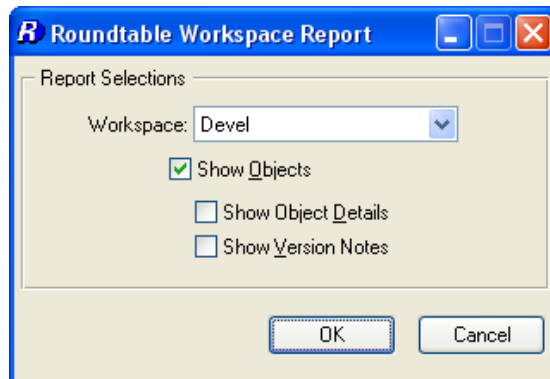 R Roundtable Workspace Report
Report Selections
Workspace: Devel
Show Objects
Show Object Details
Show Version Notes
OK Cancel